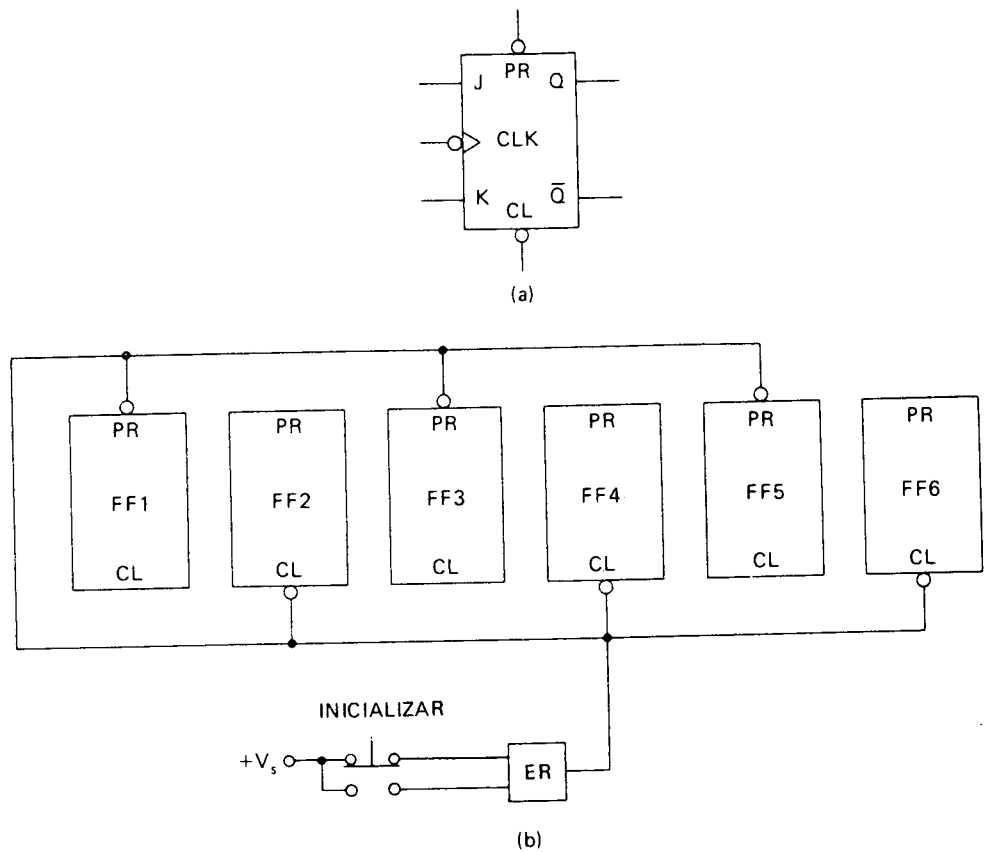 PR
J Q
CLK
K Q̅
CL
(a)
PR PR PR PR PR PR
FF1 FF2 FF3 FF4 FF5 FF6
CL CL CL CL CL CL
INICIALIZAR
+Vs
ER
(b)